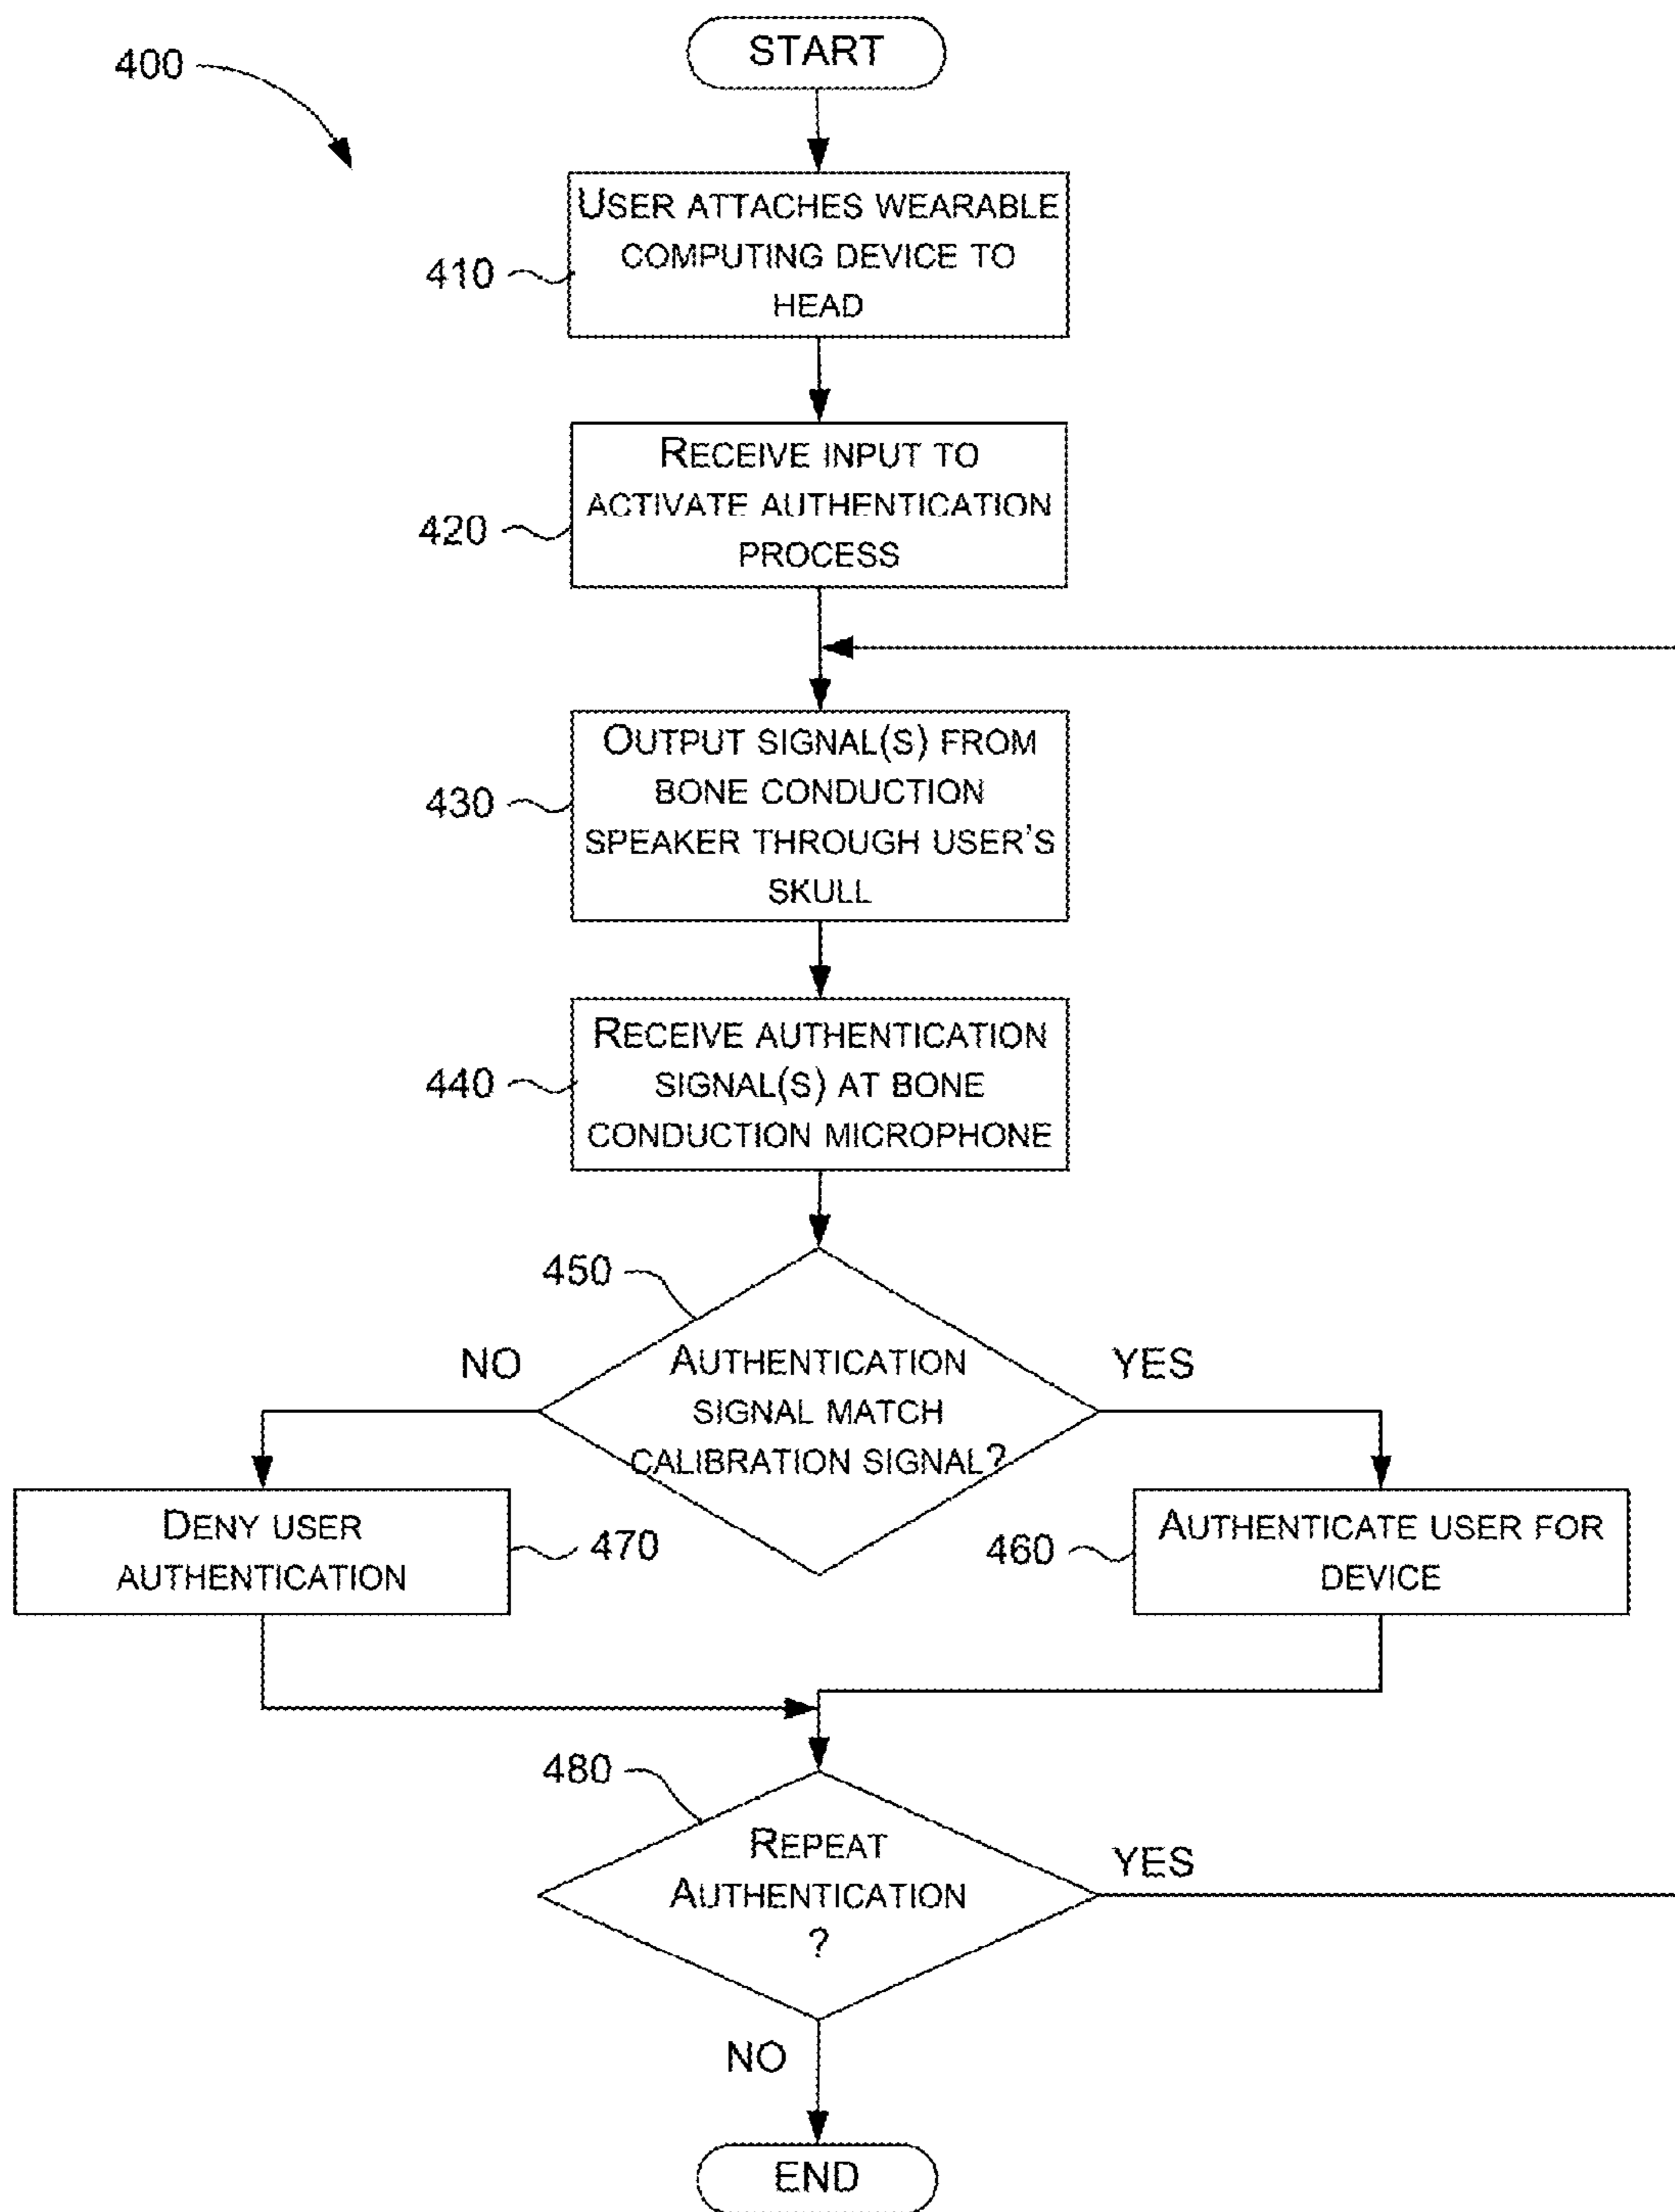 START
400
USER ATTACHES WEARABLE
COMPUTING DEVICE TO
HEAD
410
RECEIVE INPUT TO
ACTIVATE AUTHENTICATION
PROCESS
420
OUTPUT SIGNAL(S) FROM
BONE CONDUCTION
SPEAKER THROUGH USER'S
SKULL
430
RECEIVE AUTHENTICATION
SIGNAL(S) AT BONE
CONDUCTION MICROPHONE
440
450
NO
AUTHENTICATION
SIGNAL MATCH
CALIBRATION SIGNAL?
YES
DENY USER
AUTHENTICATION
470
460
AUTHENTICATE USER FOR
DEVICE
480
REPEAT
AUTHENTICATION
?
YES
NO
END